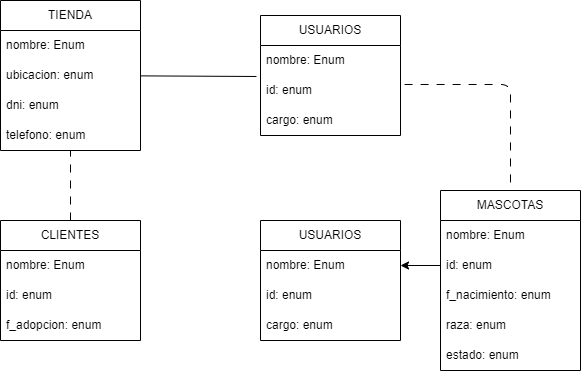 TIENDA
nombre: Enum
ubicacion: enum
dni: enum
telefono: enum
USUARIOS
nombre: Enum
id: enum
cargo: enum
CLIENTES
nombre: Enum
id: enum
f_adopcion: enum
USUARIOS
nombre: Enum
id: enum
cargo: enum
MASCOTAS
nombre: Enum
id: enum
f_nacimiento: enum
raza: enum
estado: enum